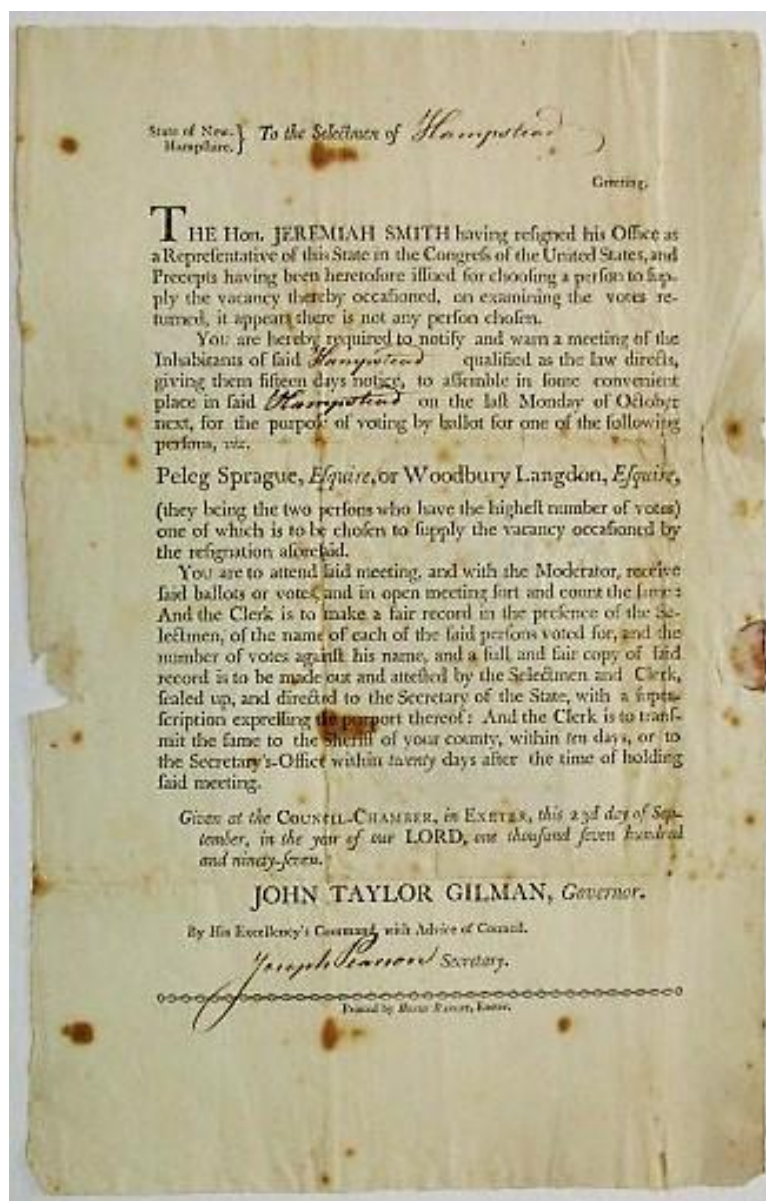 State of New-
Hampſhire. } To the Selectmen of Hampstead
Greeting.
THE Hon. JEREMIAH SMITH having reſigned his Office as
a Repreſentative of this State in the Congreſs of the United States, and
Precepts having been heretofore iſſued for chooſing a perſon to ſup-
ply the vacancy thereby occaſioned, on examining the votes re-
turned, it appears there is not any perſon choſen.
You are hereby required to notify and warn a meeting of the
Inhabitants of ſaid Hampstead qualified as the law directs,
giving them fifteen days notice, to aſſemble in ſome convenient
place in ſaid Hampstead on the laſt Monday of October
next, for the purpoſe of voting by ballot for one of the following
perſons, viz.
Peleg Sprague, Eſquire, or Woodbury Langdon, Eſquire,
(they being the two perſons who have the higheſt number of votes)
one of which is to be choſen to ſupply the vacancy occaſioned by
the reſignation aforeſaid.
You are to attend ſaid meeting, and with the Moderator, receive
ſaid ballots or votes, and in open meeting ſort and count the ſame:
And the Clerk is to make a fair record in the preſence of the Se-
lectmen, of the name of each of the ſaid perſons voted for, and the
number of votes againſt his name, and a full and fair copy of ſaid
record is to be made out and atteſted by the Selectmen and Clerk,
ſealed up, and directed to the Secretary of the State, with a ſuper-
ſcription expreſſing the purport thereof: And the Clerk is to tranſ-
mit the ſame to the Sheriff of your county, within ten days, or to
the Secretary's-Office within twenty days after the time of holding
ſaid meeting.
Given at the COUNCIL-CHAMBER, in EXETER, this 23d day of Sep-
tember, in the year of our LORD, one thouſand ſeven hundred
and ninety-ſeven.
JOHN TAYLOR GILMAN, Governor.
By His Excellency's Command, with Advice of Council.
Joseph Pearson Secretary.
Printed by Exeter.